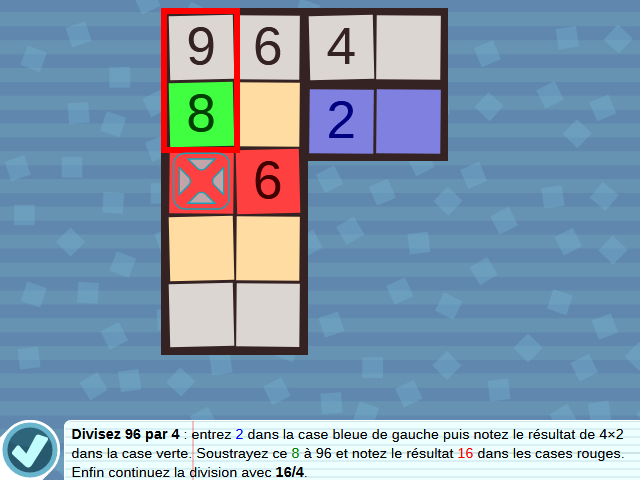 9 6 4
8 2
6
Divisez 96 par 4 : entrez 2 dans la case bleue de gauche puis notez le résultat de 4×2
dans la case verte. Soustrayez ce 8 à 96 et notez le résultat 16 dans les cases rouges.
Enfin continuez la division avec 16/4.